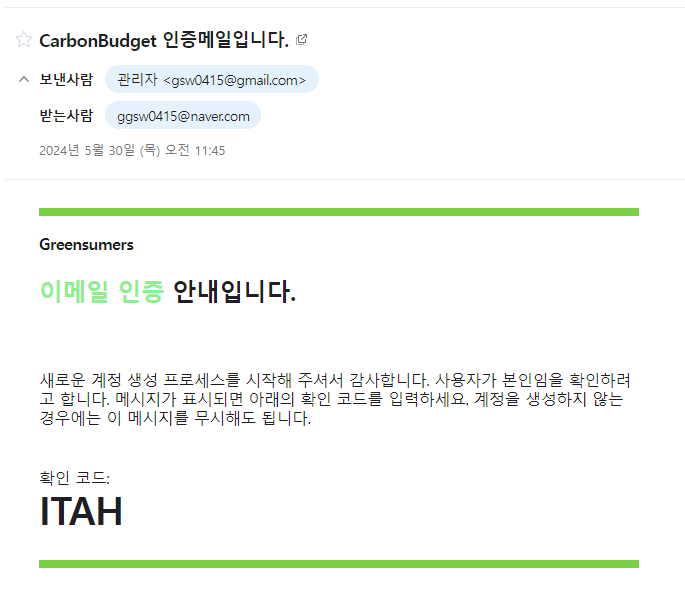 CarbonBudget 인증메일입니다.
보낸사람 관리자 <gsw0415@gmail.com>
받는사람 ggsw0415@naver.com
2024년 5월 30일 (목) 오전 11:45
Greensumers
이메일 인증 안내입니다.
새로운 계정 생성 프로세스를 시작해 주셔서 감사합니다. 사용자가 본인임을 확인하려
고 합니다. 메시지가 표시되면 아래의 확인 코드를 입력하세요. 계정을 생성하지 않는
경우에는 이 메시지를 무시해도 됩니다.
확인 코드:
ITAH